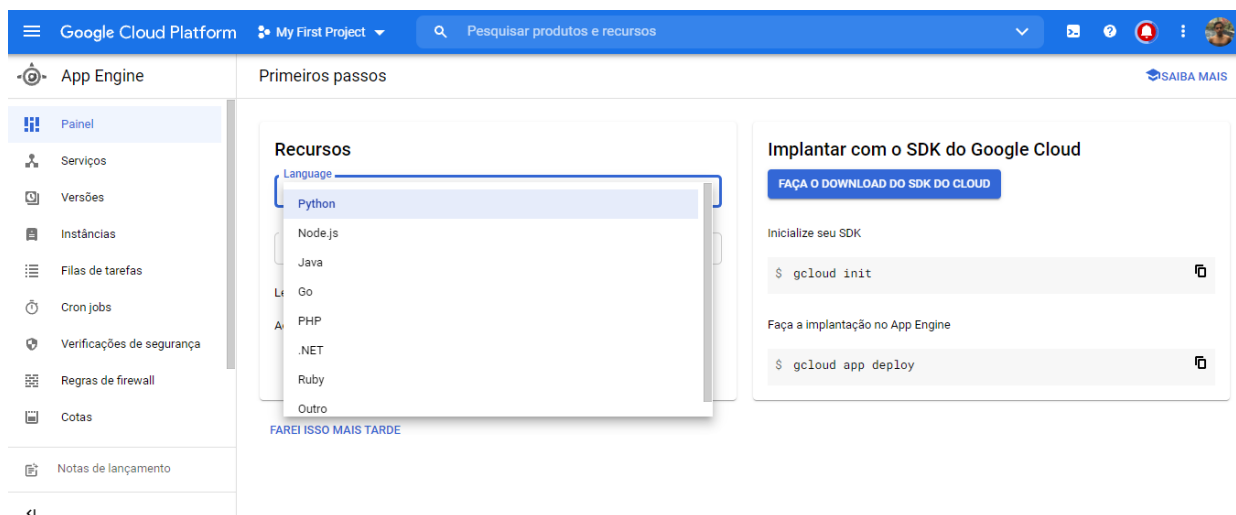 Google Cloud Platform
My First Project
Pesquisar produtos e recursos
App Engine
Primeiros passos
SAIBA MAIS
Painel
Serviços
Versões
Instâncias
Filas de tarefas
Cron jobs
Verificações de segurança
Regras de firewall
Cotas
Notas de lançamento
Recursos
Language
Python
Node.js
Java
Go
PHP
.NET
Ruby
Outro
FAREI ISSO MAIS TARDE
Implantar com o SDK do Google Cloud
FAÇA O DOWNLOAD DO SDK DO CLOUD
Inicialize seu SDK
$ gcloud init
Faça a implantação no App Engine
$ gcloud app deploy